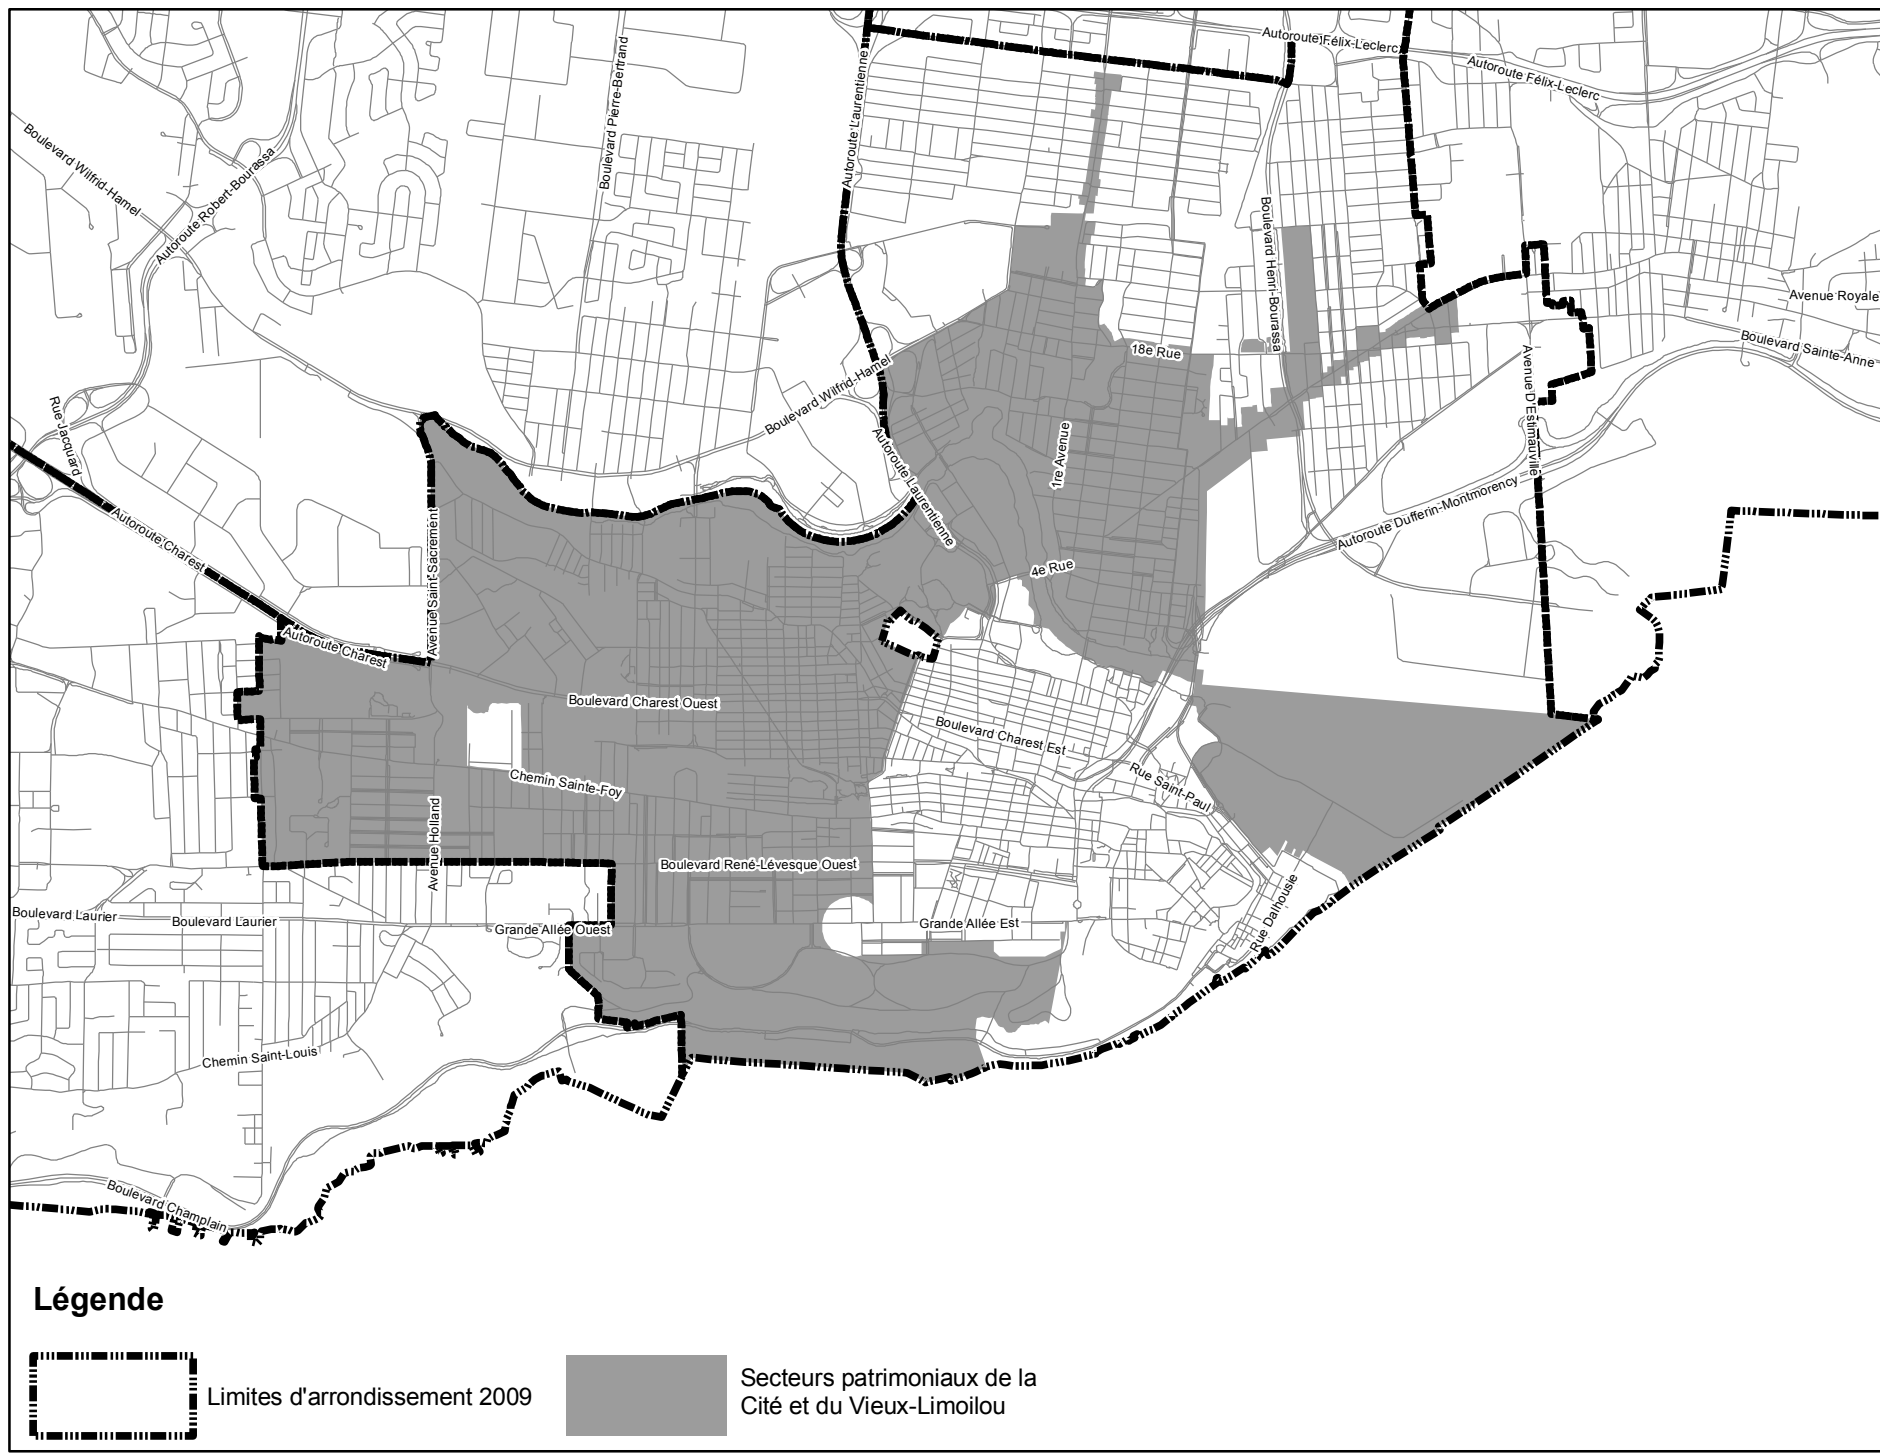 Autoroute Félix-Leclerc
Autoroute Félix-Leclerc
Boulevard Pierre-Bertrand
Autoroute Laurentienne
Boulevard Wilfrid-Hamel
Autoroute Robert-Bourassa
Boulevard Henri-Bourassa
Avenue Royale
Boulevard Sainte-Anne
18e Rue
Boulevard Wilfrid-Hamel
Avenue D'Estimauville
Rue Jacquard
1re Avenue
Autoroute Laurentienne
Autoroute Dufferin-Montmorency
Autoroute Charest
Avenue Saint-Sacrement
4e Rue
Autoroute Charest
Boulevard Charest Ouest
Boulevard Charest Est
Chemin Sainte-Foy
Rue Saint-Paul
Avenue Holland
Boulevard René-Lévesque Ouest
Boulevard Laurier
Boulevard Laurier
Grande Allée Ouest
Grande Allée Est
Rue Dalhousie
Chemin Saint-Louis
Boulevard Champlain
Légende
Limites d'arrondissement 2009
Secteurs patrimoniaux de la
Cité et du Vieux-Limoilou